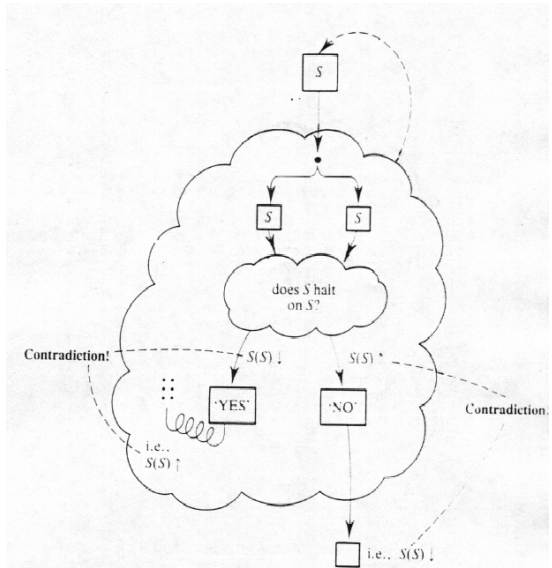 S
S
S
does S halt
on S?
Contradiction!
S(S) ↓
S(S) ↑
'YES'
'NO'
Contradiction.
i.e.,
S(S) ↑
i.e., S(S) ↓